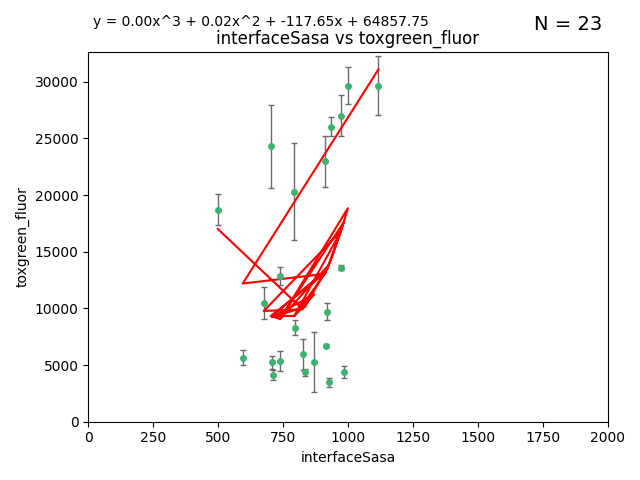 y = 0.00x^3 + 0.02x^2 + -117.65x + 64857.75
N = 23
interfaceSasa vs toxgreen_fluor
30000
25000
20000
15000
10000
5000
0
toxgreen_fluor
0 250 500 750 1000 1250 1500 1750 2000
interfaceSasa